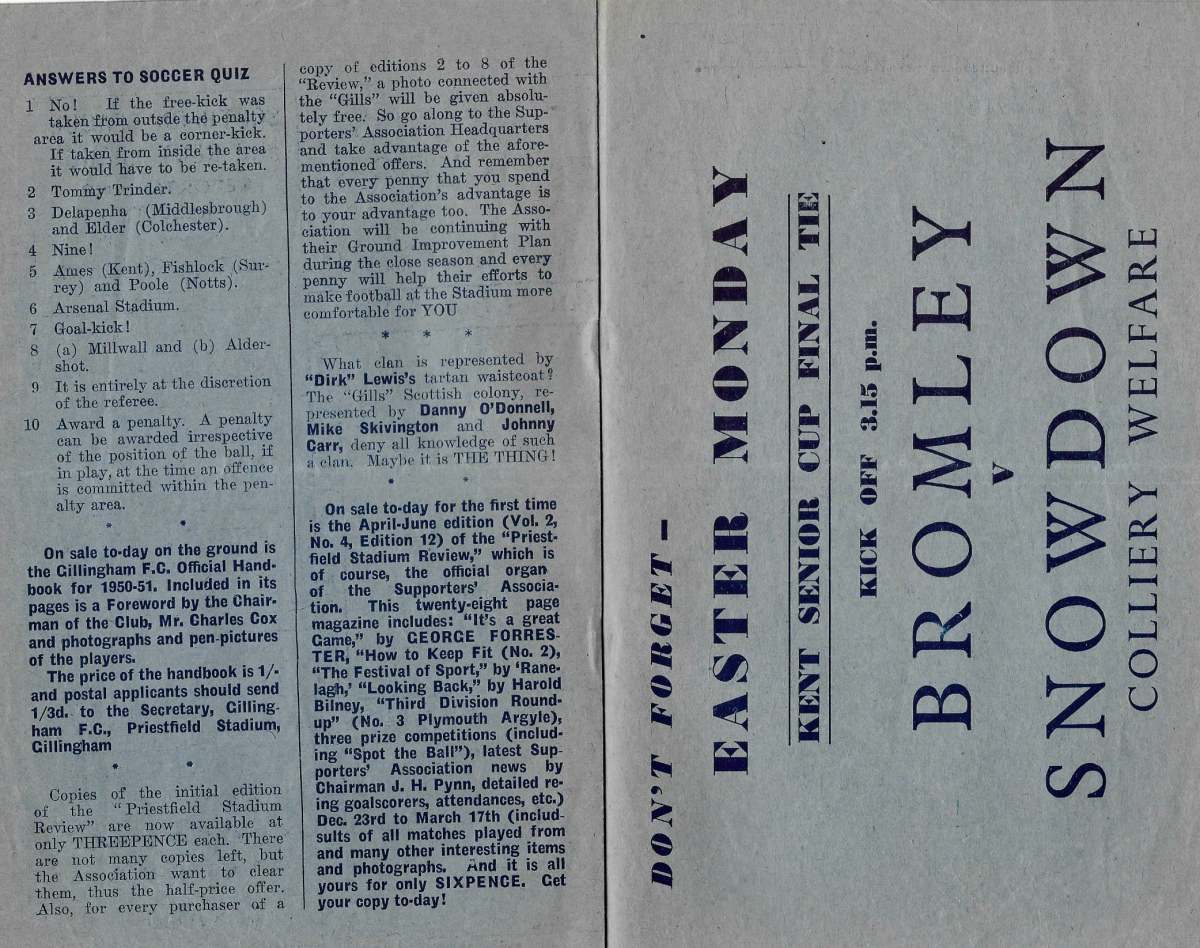 ANSWERS TO SOCCER QUIZ
1 No! If the free-kick was
taken from outsde the penalty
area it would be a corner-kick.
If taken from inside the area
it would have to be re-taken.
2 Tommy Trinder.
3 Delapenha (Middlesbrough)
and Elder (Colchester).
4 Nine!
5 Ames (Kent), Fishlock (Sur-
rey) and Poole (Notts).
6 Arsenal Stadium.
7 Goal-kick!
8 (a) Millwall and (b) Alder-
shot.
9 It is entirely at the discretion
of the referee.
10 Award a penalty. A penalty
can be awarded irrespective
of the position of the ball, if
in play, at the time an offence
is committed within the pen-
alty area.
* *
On sale to-day on the ground is
the Gillingham F.C. Official Hand-
book for 1950-51. Included in its
pages is a Foreword by the Chair-
man of the Club, Mr. Charles Cox
and photographs and pen-pictures
of the players.
The price of the handbook is 1/-
and postal applicants should send
1/3d. to the Secretary, Gilling-
ham F.C., Priestfield Stadium,
Gillingham
* *
Copies of the initial edition
of the "Priestfield Stadium
Review" are now available at
only THREEPENCE each. There
are not many copies left, but
the Association want to clear
them, thus the half-price offer.
Also, for every purchaser of a
copy of editions 2 to 8 of the
"Review," a photo connected with
the "Gills" will be given absolu-
tely free. So go along to the Sup-
porters' Association Headquarters
and take advantage of the afore-
mentioned offers. And remember
that every penny that you spend
to the Association's advantage is
to your advantage too. The Asso-
ciation will be continuing with
their Ground Improvement Plan
during the close season and every
penny will help their efforts to
make football at the Stadium more
comfortable for YOU
* * *
What clan is represented by
"Dirk" Lewis's tartan waistcoat?
The "Gills" Scottish colony, re-
presented by Danny O'Donnell,
Mike Skivington and Johnny
Carr, deny all knowledge of such
a clan. Maybe it is THE THING!
* *
On sale to-day for the first time
is the April-June edition (Vol. 2,
No. 4, Edition 12) of the "Priest-
field Stadium Review," which is
of course, the official organ
of the Supporters' Associa-
tion. This twenty-eight page
magazine includes: "It's a great
Game," by GEORGE FORRES-
TER, "How to Keep Fit (No. 2),
"The Festival of Sport," by 'Rane-
lagh,' "Looking Back," by Harold
Bilney, "Third Division Round-
up" (No. 3 Plymouth Argyle),
three prize competitions (includ-
ing "Spot the Ball"), latest Sup-
porters' Association news by
Chairman J. H. Pynn, detailed re-
ing goalscorers, attendances, etc.)
Dec. 23rd to March 17th (includ-
sults of all matches played from
and many other interesting items
and photographs. And it is all
yours for only SIXPENCE. Get
your copy to-day!
DON'T FORGET —
EASTER MONDAY
KENT SENIOR CUP FINAL TIE
KICK OFF 3.15 p.m.
BROMLEY
v
SNOWDOWN
COLLIERY WELFARE